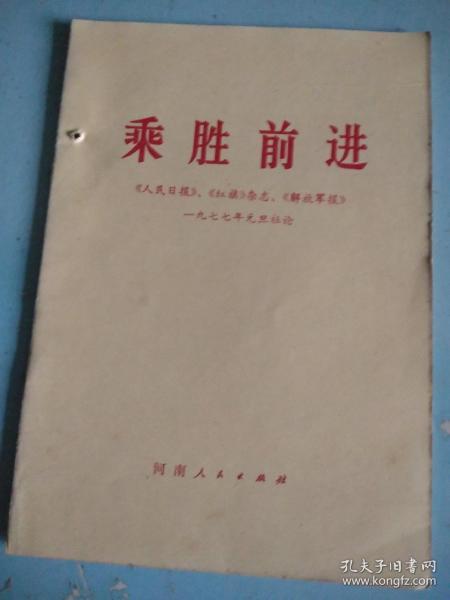 乘胜前进
《人民日报》、《红旗》杂志、《解放军报》
一九七七年元旦社论
河南人民出版社
孔夫子旧书网
www.kongfz.com